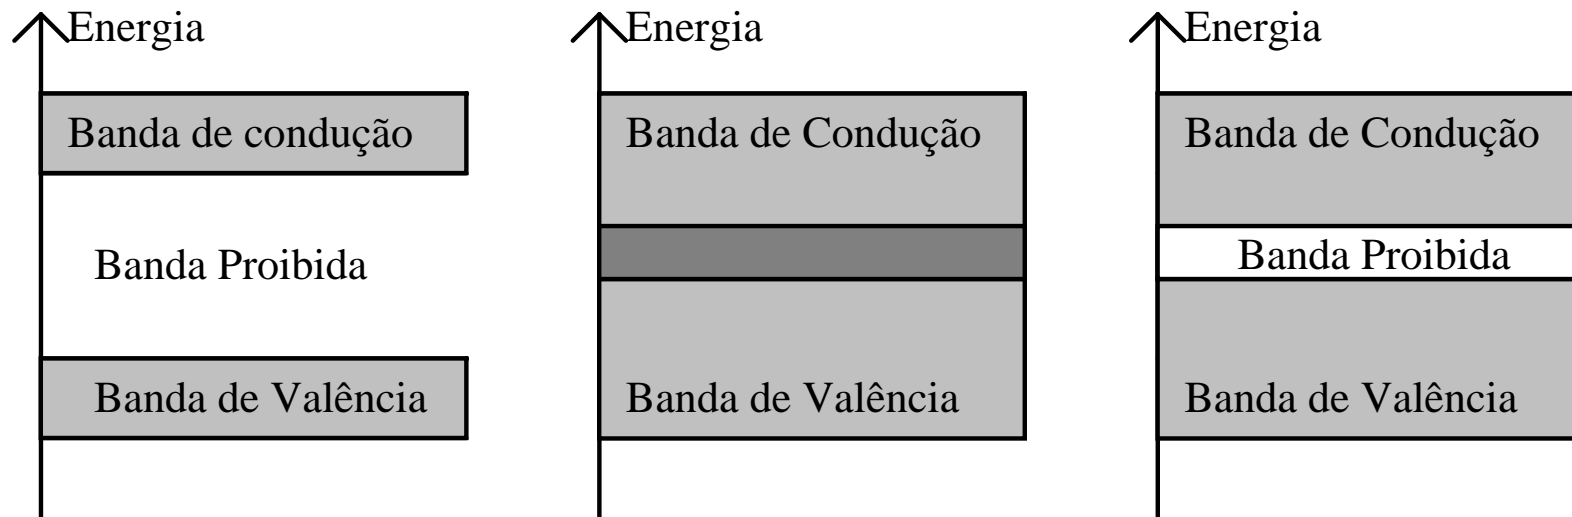 Energia
Banda de condução
Banda Proibida
Banda de Valência
Energia
Banda de Condução
Banda de Valência
Energia
Banda de Condução
Banda Proibida
Banda de Valência